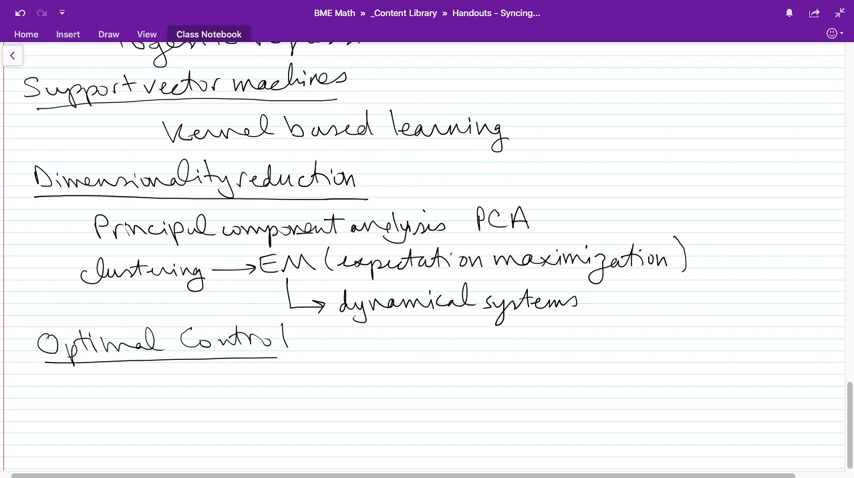 BME Math » _Content Library » Handouts - Syncing...
Home Insert Draw View Class Notebook
Support vector machines
Kernel based learning
Dimensionality reduction
Principal component analysis PCA
clustering → EM (expectation maximization)
↳ dynamical systems
Optimal Control